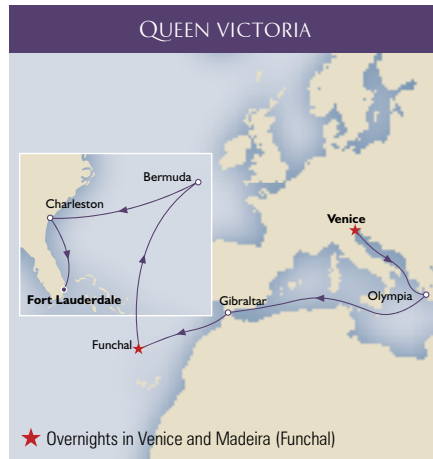 QUEEN VICTORIA
Bermuda
Charleston
Venice
Fort Lauderdale
Gibraltar
Olympia
Funchal
Overnights in Venice and Madeira (Funchal)